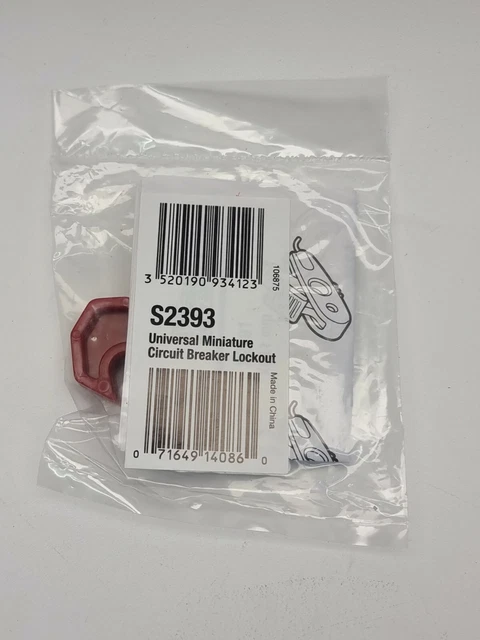 3 520190 934123
106875
S2393
Universal Miniature
Circuit Breaker Lockout
Made in China
0 71649 14086 0